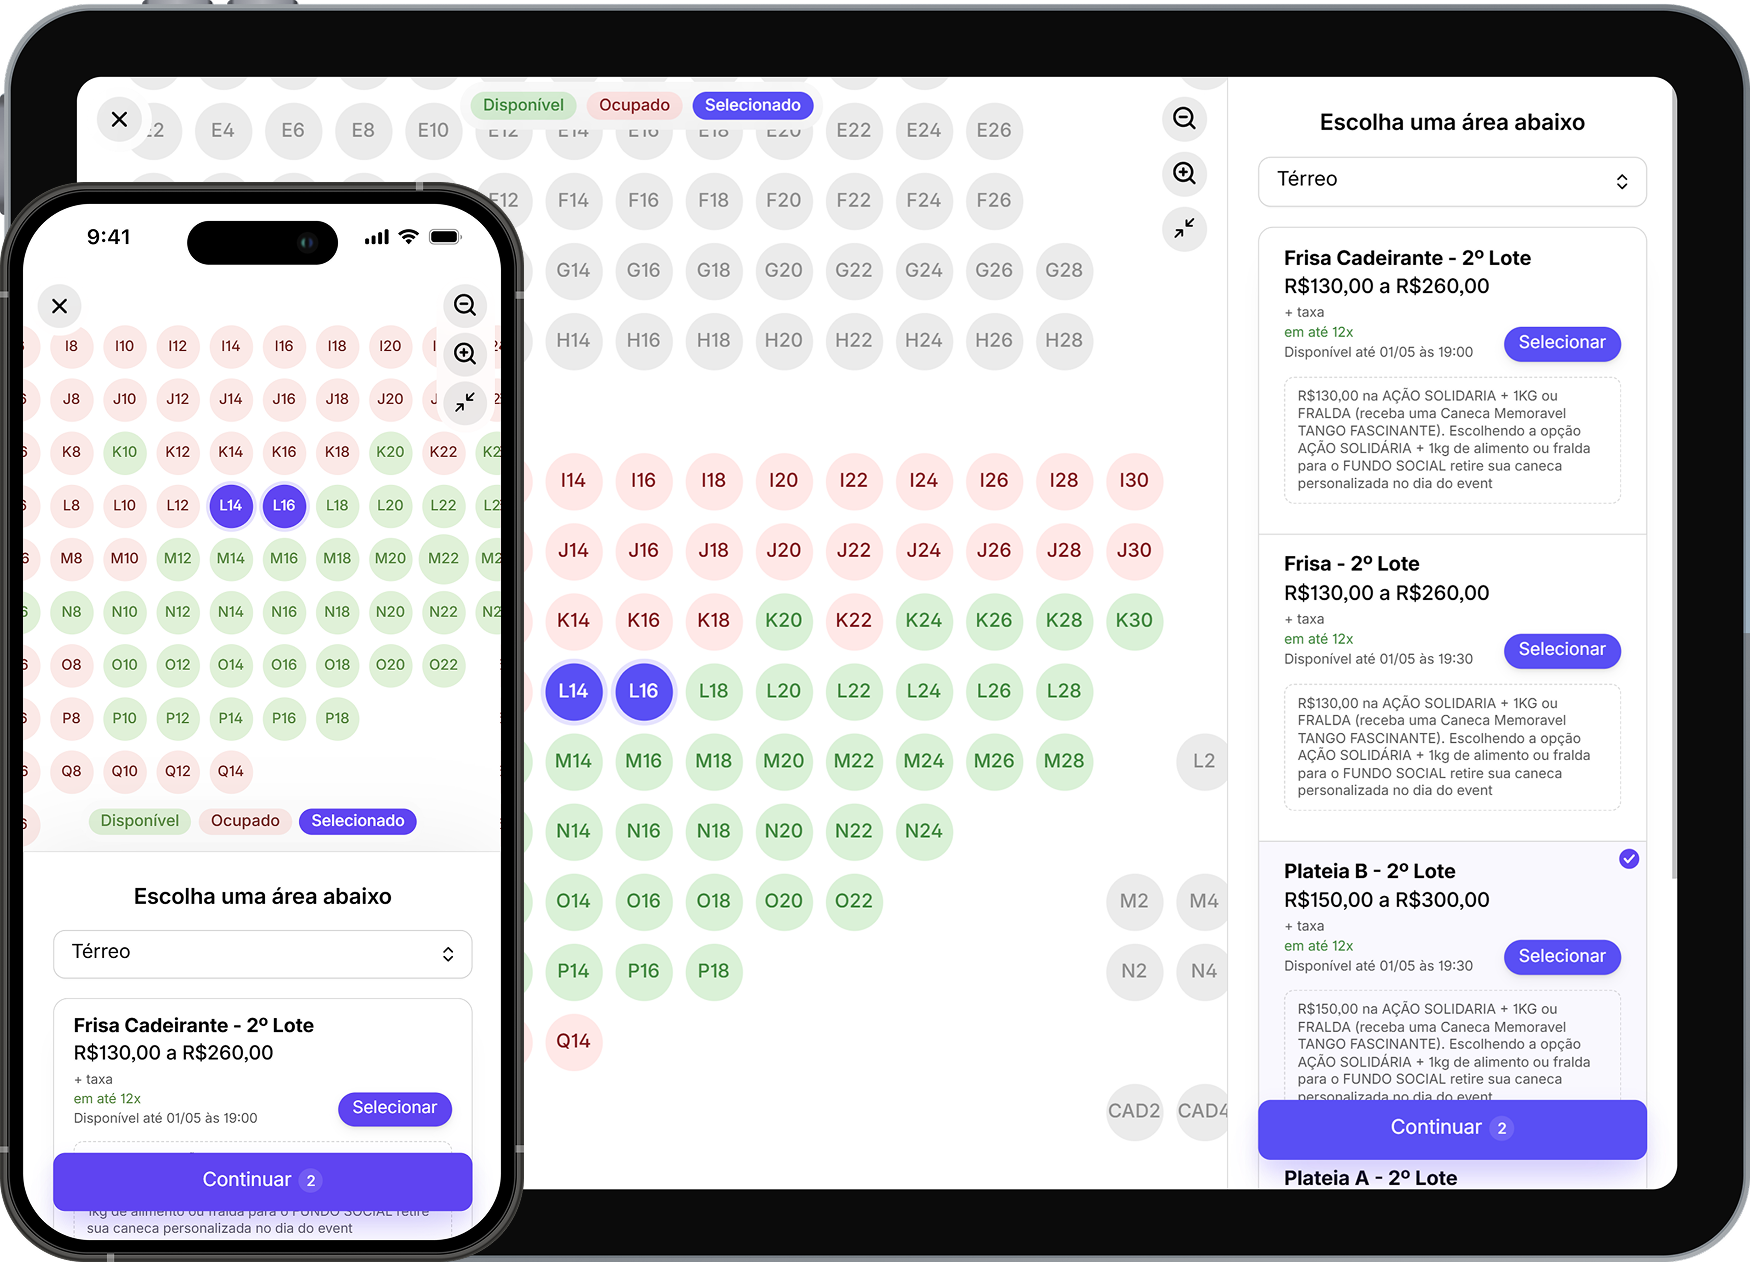 Disponível Ocupado Selecionado
E4 E6 E8 E10 E12 E14 E16 E18 E20 E22 E24 E26
F12 F14 F16 F18 F20 F22 F24 F26
G14 G16 G18 G20 G22 G24 G26 G28
H14 H16 H18 H20 H22 H24 H26 H28
I14 I16 I18 I20 I22 I24 I26 I28 I30
J14 J16 J18 J20 J22 J24 J26 J28 J30
K14 K16 K18 K20 K22 K24 K26 K28 K30
L14 L16 L18 L20 L22 L24 L26 L28
M14 M16 M18 M20 M22 M24 M26 M28 L2
N14 N16 N18 N20 N22 N24
O14 O16 O18 O20 O22 M2 M4
P14 P16 P18 N2 N4
Q14
CAD2 CAD4
Escolha uma área abaixo
Térreo
Frisa Cadeirante - 2º Lote
R$130,00 a R$260,00
+ taxa
em até 12x
Disponível até 01/05 às 19:00
Selecionar
R$130,00 na AÇÃO SOLIDARIA + 1KG ou
FRALDA (receba uma Caneca Memoravel
TANGO FASCINANTE). Escolhendo a opção
AÇÃO SOLIDÁRIA + 1kg de alimento ou fralda
para o FUNDO SOCIAL retire sua caneca
personalizada no dia do event
Frisa - 2º Lote
R$130,00 a R$260,00
+ taxa
em até 12x
Disponível até 01/05 às 19:30
Selecionar
R$130,00 na AÇÃO SOLIDARIA + 1KG ou
FRALDA (receba uma Caneca Memoravel
TANGO FASCINANTE). Escolhendo a opção
AÇÃO SOLIDÁRIA + 1kg de alimento ou fralda
para o FUNDO SOCIAL retire sua caneca
personalizada no dia do event
Plateia B - 2º Lote
R$150,00 a R$300,00
+ taxa
em até 12x
Disponível até 01/05 às 19:30
Selecionar
R$150,00 na AÇÃO SOLIDARIA + 1KG ou
FRALDA (receba uma Caneca Memoravel
TANGO FASCINANTE). Escolhendo a opção
AÇÃO SOLIDÁRIA + 1kg de alimento ou fralda
para o FUNDO SOCIAL retire sua caneca
personalizada no dia do event
Continuar 2
Plateia A - 2º Lote
9:41
I8 I10 I12 I14 I16 I18 I20
J8 J10 J12 J14 J16 J18 J20
K8 K10 K12 K14 K16 K18 K20 K22
L8 L10 L12 L14 L16 L18 L20 L22
M8 M10 M12 M14 M16 M18 M20 M22
N8 N10 N12 N14 N16 N18 N20 N22
O8 O10 O12 O14 O16 O18 O20 O22
P8 P10 P12 P14 P16 P18
Q8 Q10 Q12 Q14
Disponível Ocupado Selecionado
Escolha uma área abaixo
Térreo
Frisa Cadeirante - 2º Lote
R$130,00 a R$260,00
+ taxa
em até 12x
Disponível até 01/05 às 19:00
Selecionar
Continuar 2
1kg de alimento ou fralda para o FUNDO SOCIAL retire
sua caneca personalizada no dia do event